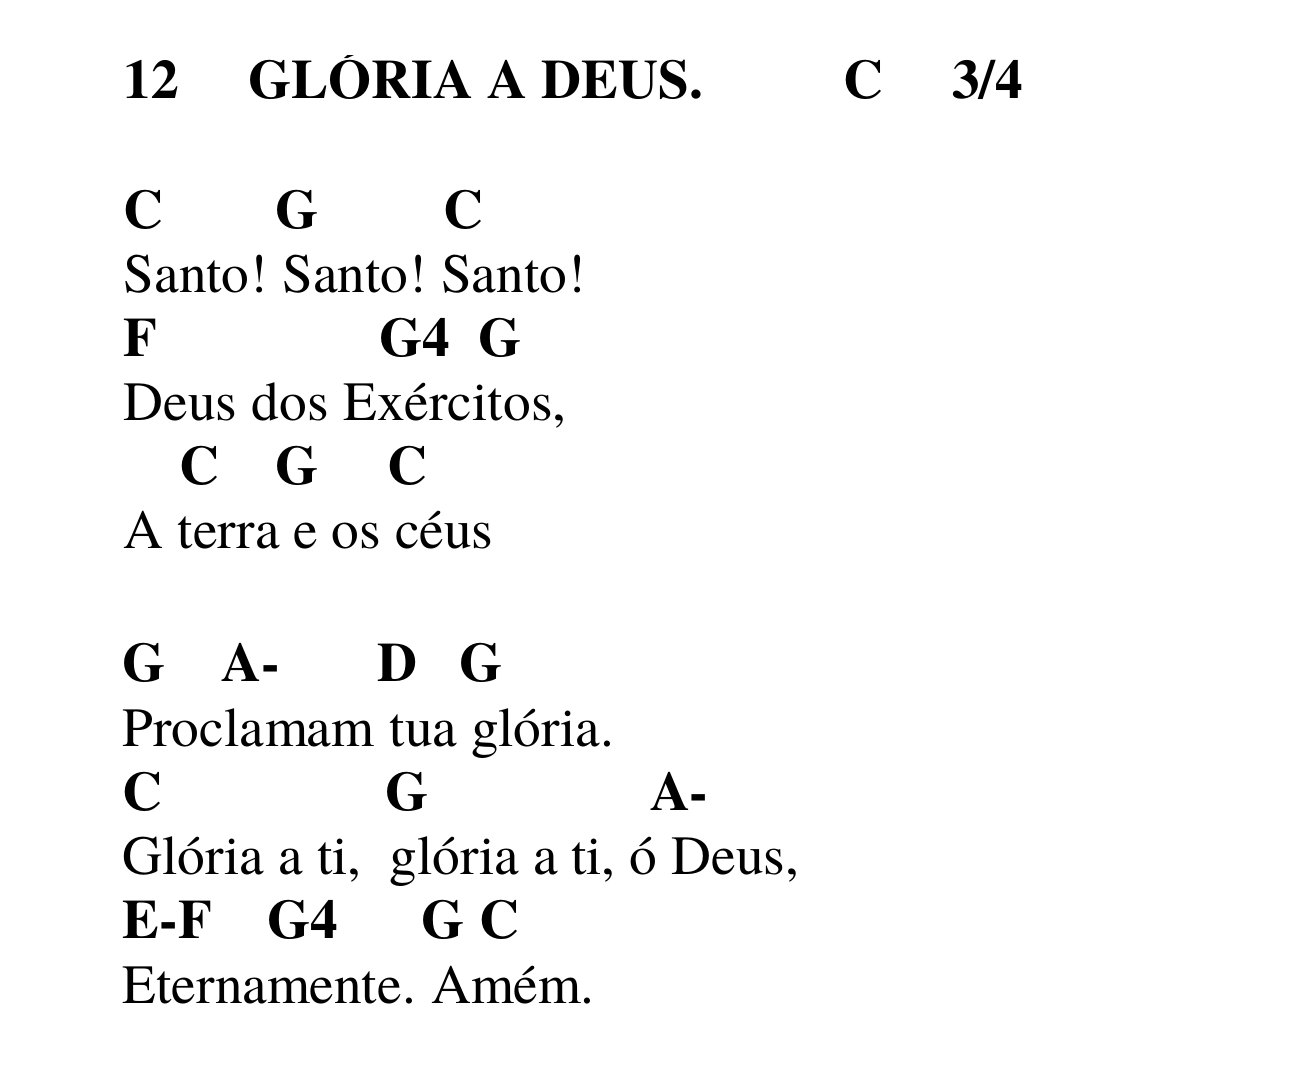 12 GLÓRIA A DEUS. C 3/4
C G C
Santo! Santo! Santo!
F G4 G
Deus dos Exércitos,
C G C
A terra e os céus
G A- D G
Proclamam tua glória.
C G A-
Glória a ti, glória a ti, ó Deus,
E-F G4 G C
Eternamente. Amém.